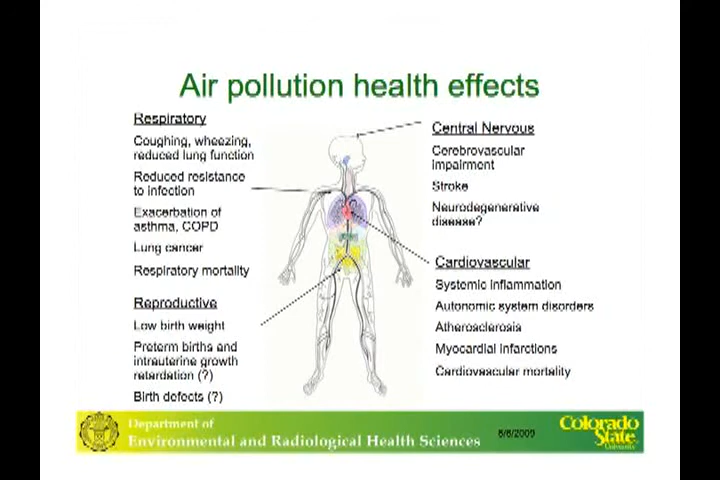 Air pollution health effects
Respiratory
Coughing, wheezing,
reduced lung function
Reduced resistance
to infection
Exacerbation of
asthma, COPD
Lung cancer
Respiratory mortality
Reproductive
Low birth weight
Preterm births and
intrauterine growth
retardation (?)
Birth defects (?)
Central Nervous
Cerebrovascular
impairment
Stroke
Neurodegenerative
disease?
Cardiovascular
Systemic inflammation
Autonomic system disorders
Atherosclerosis
Myocardial infarctions
Cardiovascular mortality
Department of
Environmental and Radiological Health Sciences
Colorado
State
University